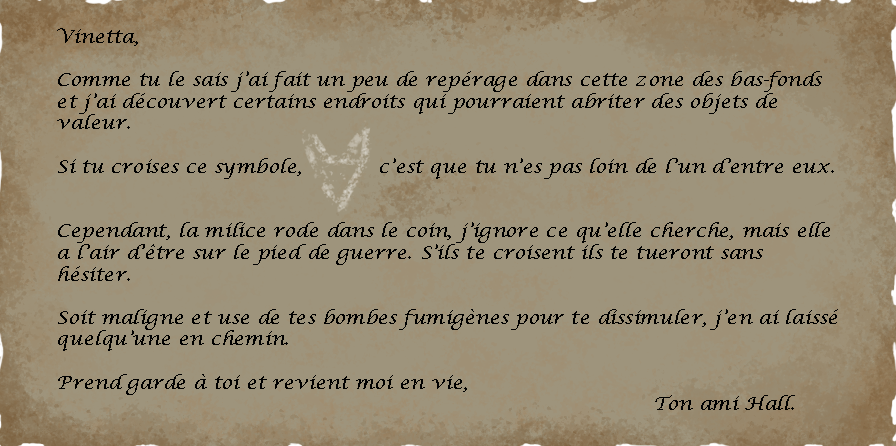 Vinetta,
Comme tu le sais j'ai fait un peu de repérage dans cette zone des bas-fonds
et j'ai découvert certains endroits qui pourraient abriter des objets de
valeur.
Si tu croises ce symbole, c'est que tu n'es pas loin de l'un d'entre eux.
Cependant, la milice rode dans le coin, j'ignore ce qu'elle cherche, mais elle
a l'air d'être sur le pied de guerre. S'ils te croisent ils te tueront sans
hésiter.
Soit maligne et use de tes bombes fumigènes pour te dissimuler, j'en ai laissé
quelqu'une en chemin.
Prend garde à toi et revient moi en vie,
Ton ami Hall.